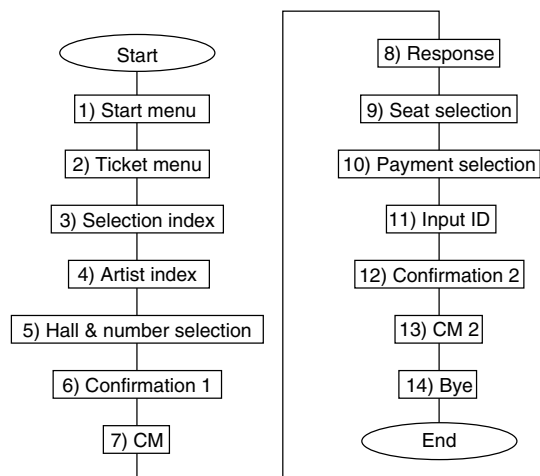 Start
1) Start menu
2) Ticket menu
3) Selection index
4) Artist index
5) Hall & number selection
6) Confirmation 1
7) CM
8) Response
9) Seat selection
10) Payment selection
11) Input ID
12) Confirmation 2
13) CM 2
14) Bye
End